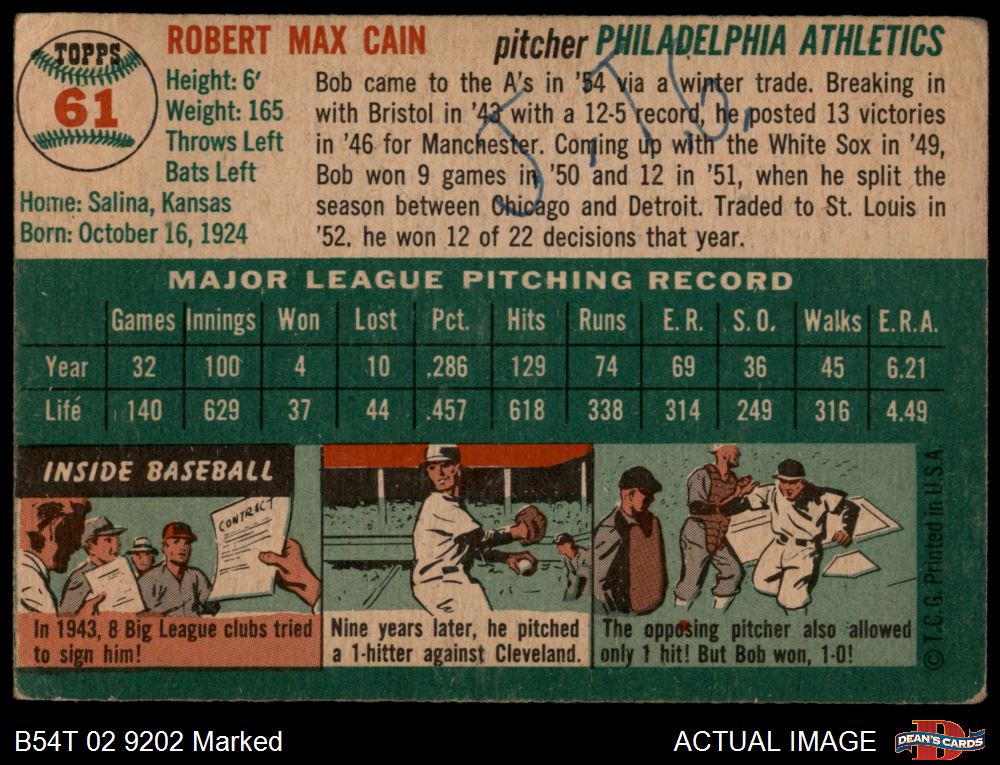 TOPPS
61
ROBERT MAX CAIN pitcher PHILADELPHIA ATHLETICS
Height: 6'
Weight: 165
Throws Left
Bats Left
Home: Salina, Kansas
Born: October 16, 1924
Bob came to the A's in '54 via a winter trade. Breaking in
with Bristol in '43 with a 12-5 record, he posted 13 victories
in '46 for Manchester. Coming up with the White Sox in '49,
Bob won 9 games in '50 and 12 in '51, when he split the
season between Chicago and Detroit. Traded to St. Louis in
'52, he won 12 of 22 decisions that year.
MAJOR LEAGUE PITCHING RECORD
Games Innings Won Lost Pct. Hits Runs E.R. S.O. Walks E.R.A.
Year 32 100 4 10 .286 129 74 69 36 45 6.21
Life 140 629 37 44 .457 618 338 314 249 316 4.49
INSIDE BASEBALL
CONTRACT
In 1943, 8 Big League clubs tried
to sign him!
Nine years later, he pitched
a 1-hitter against Cleveland.
The opposing pitcher also allowed
only 1 hit! But Bob won, 1-0!
© T.C.G. Printed in U.S.A.
B54T 02 9202 Marked
ACTUAL IMAGE
DEAN'S CARDS